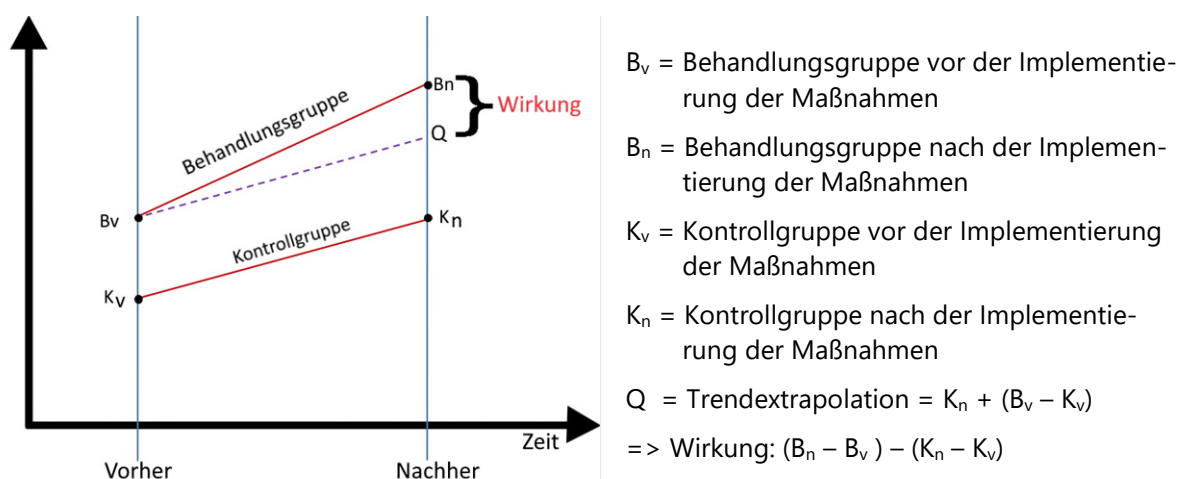 Bn
Wirkung
Behandlungsgruppe
Q
Bv
Kn
Kontrollgruppe
Kv
Zeit
Vorher
Nachher
Bv = Behandlungsgruppe vor der Implementie-
rung der Maßnahmen
Bn = Behandlungsgruppe nach der Implemen-
tierung der Maßnahmen
Kv = Kontrollgruppe vor der Implementierung
der Maßnahmen
Kn = Kontrollgruppe nach der Implementie-
rung der Maßnahmen
Q = Trendextrapolation = Kn + (Bv – Kv)
=> Wirkung: (Bn – Bv ) – (Kn – Kv)